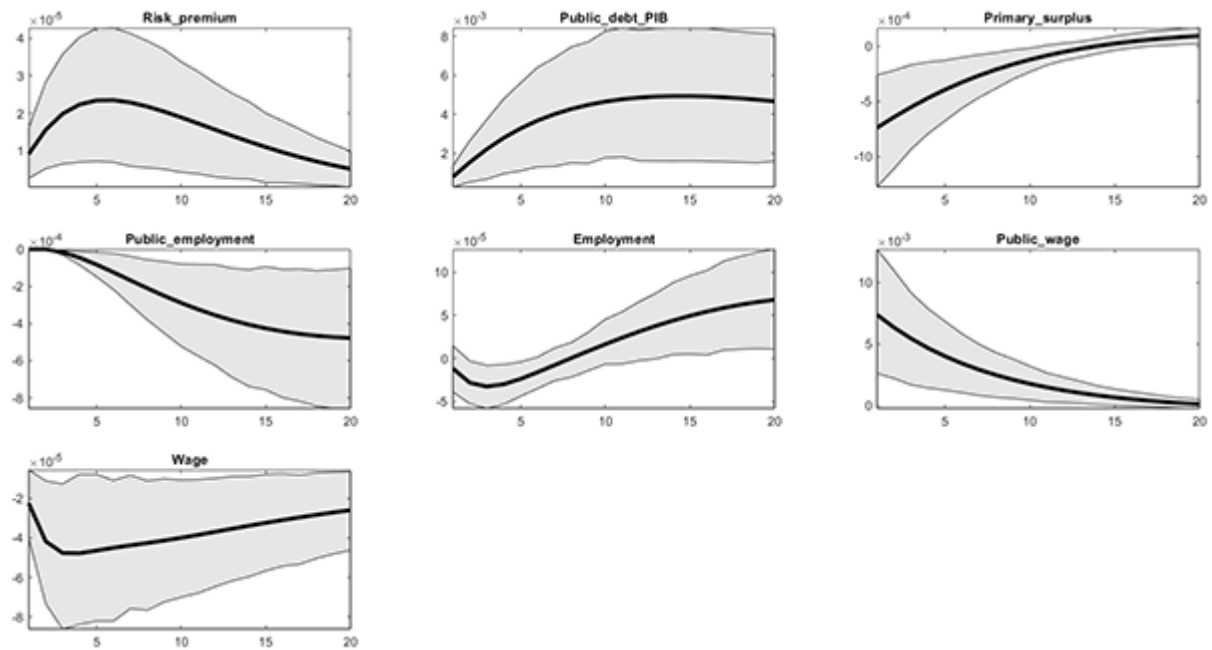 ×10⁻⁵ Risk_premium
4
3
2
1
5 10 15 20
×10⁻³ Public_debt_PIB
8
6
4
2
5 10 15 20
×10⁻⁴ Primary_surplus
0
-5
-10
5 10 15 20
×10⁻⁴ Public_employment
0
-2
-4
-6
-8
5 10 15 20
×10⁻⁵ Employment
10
5
0
-5
5 10 15 20
×10⁻³ Public_wage
10
5
0
5 10 15 20
×10⁻⁵ Wage
-2
-4
-6
-8
5 10 15 20